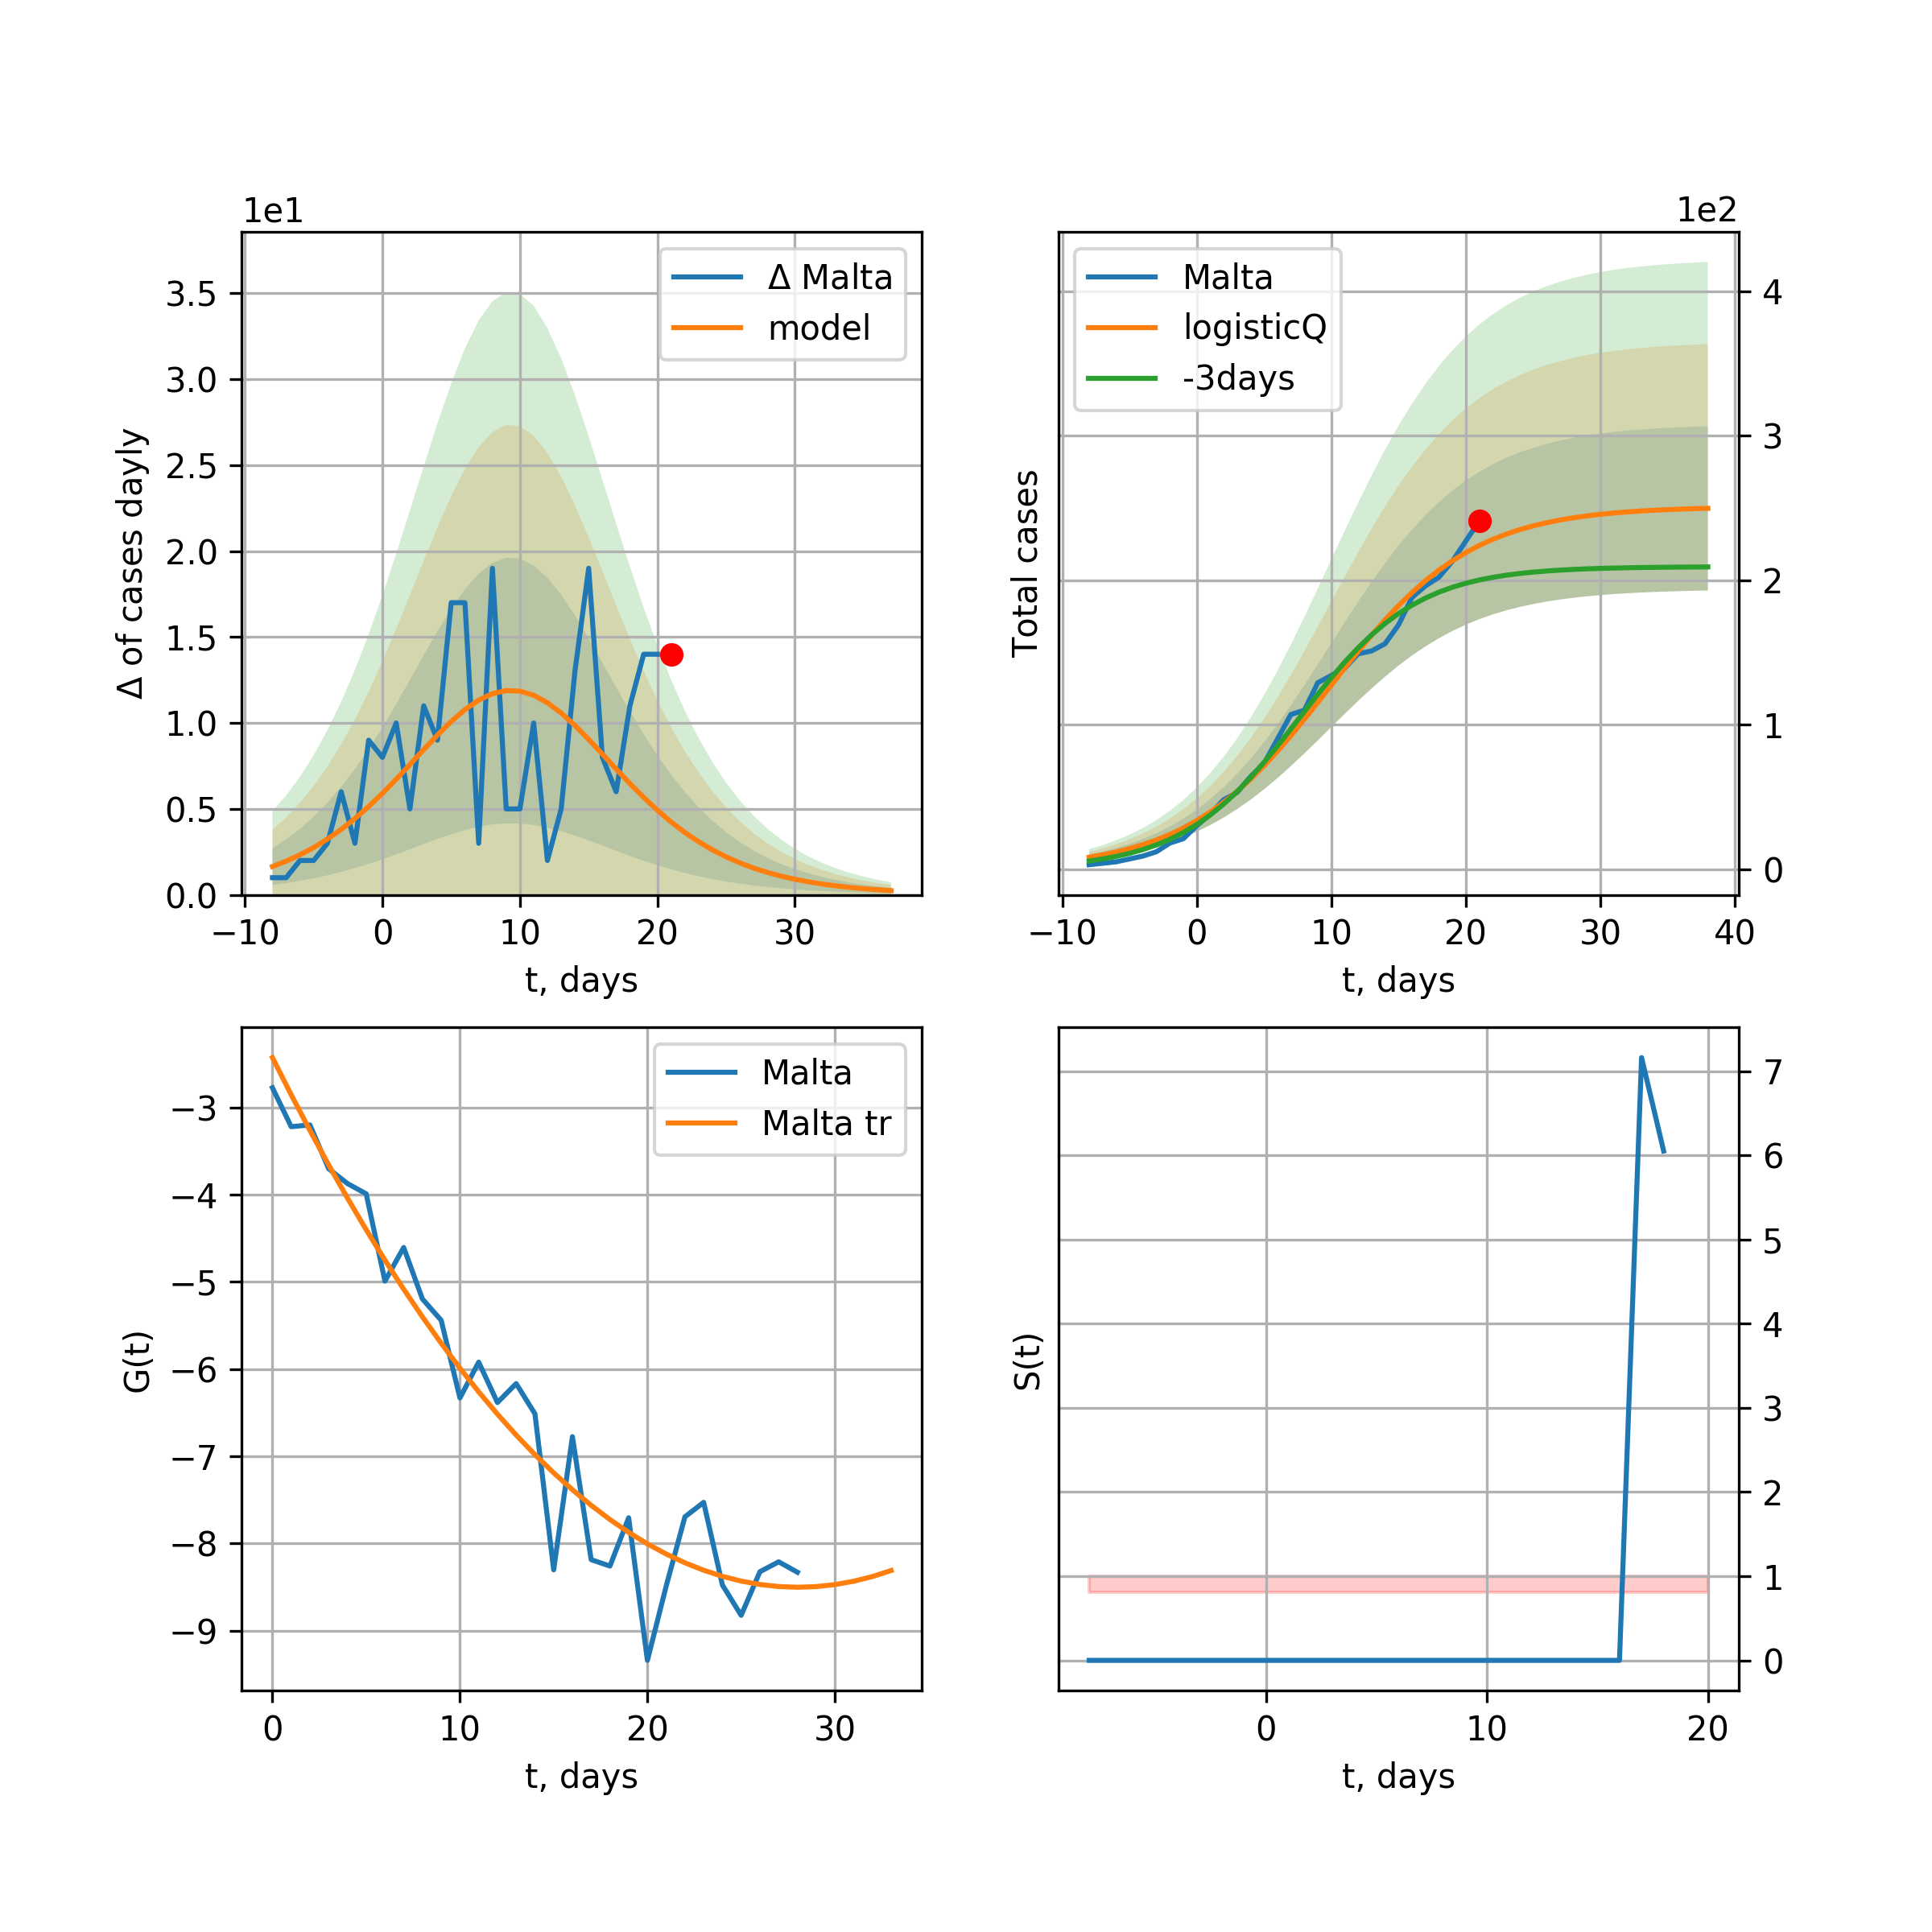 1e1
Δ of cases dayly
3.5
3.0
2.5
2.0
1.5
1.0
0.5
0.0
−10 0 10 20 30
t, days
Δ Malta
model
1e2
Total cases
4
3
2
1
0
−10 0 10 20 30 40
t, days
Malta
logisticQ
-3days
G(t)
−3
−4
−5
−6
−7
−8
−9
0 10 20 30
t, days
Malta
Malta tr
S(t)
7
6
5
4
3
2
1
0
0 10 20
t, days